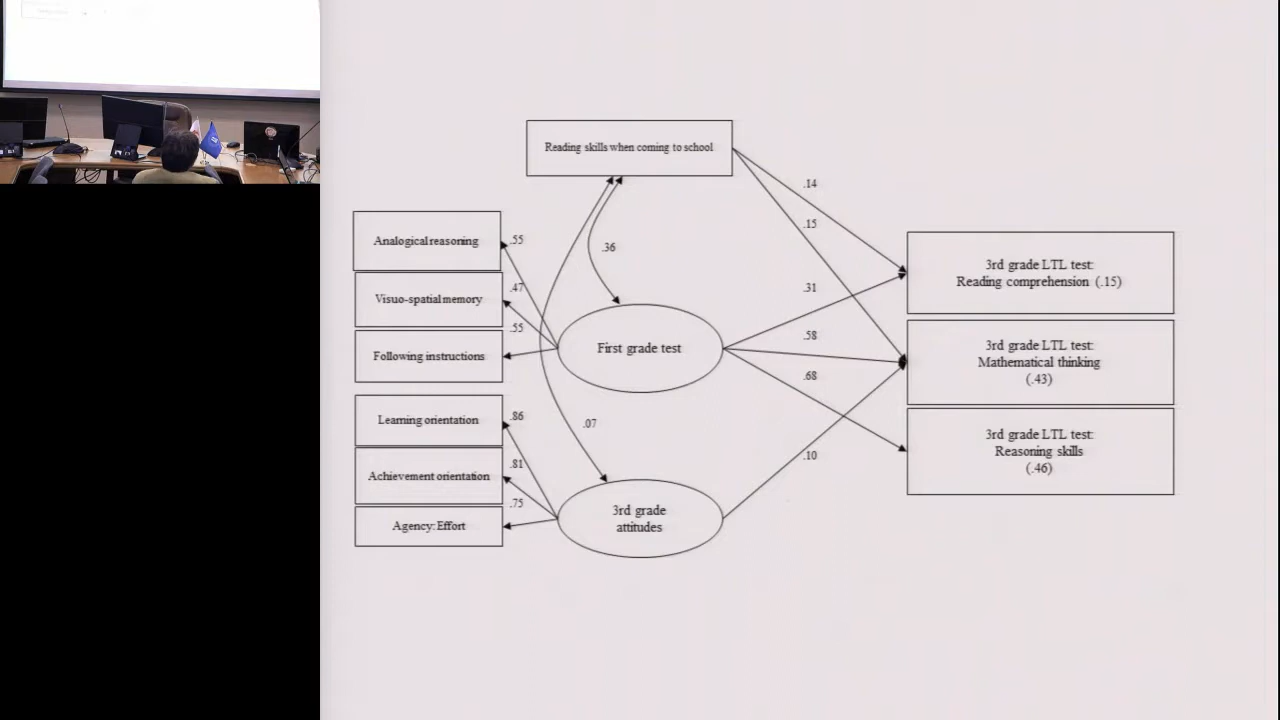 Reading skills when coming to school
.14
.15
Analogical reasoning
.55
.36
3rd grade LTL test:
Reading comprehension (.15)
Visuo-spatial memory
.47
.31
.55
.58
Following instructions
First grade test
3rd grade LTL test:
Mathematical thinking
(.43)
.68
Learning orientation
.86
.07
3rd grade LTL test:
Reasoning skills
(.46)
.10
Achievement orientation
.81
.75
Agency: Effort
3rd grade
attitudes